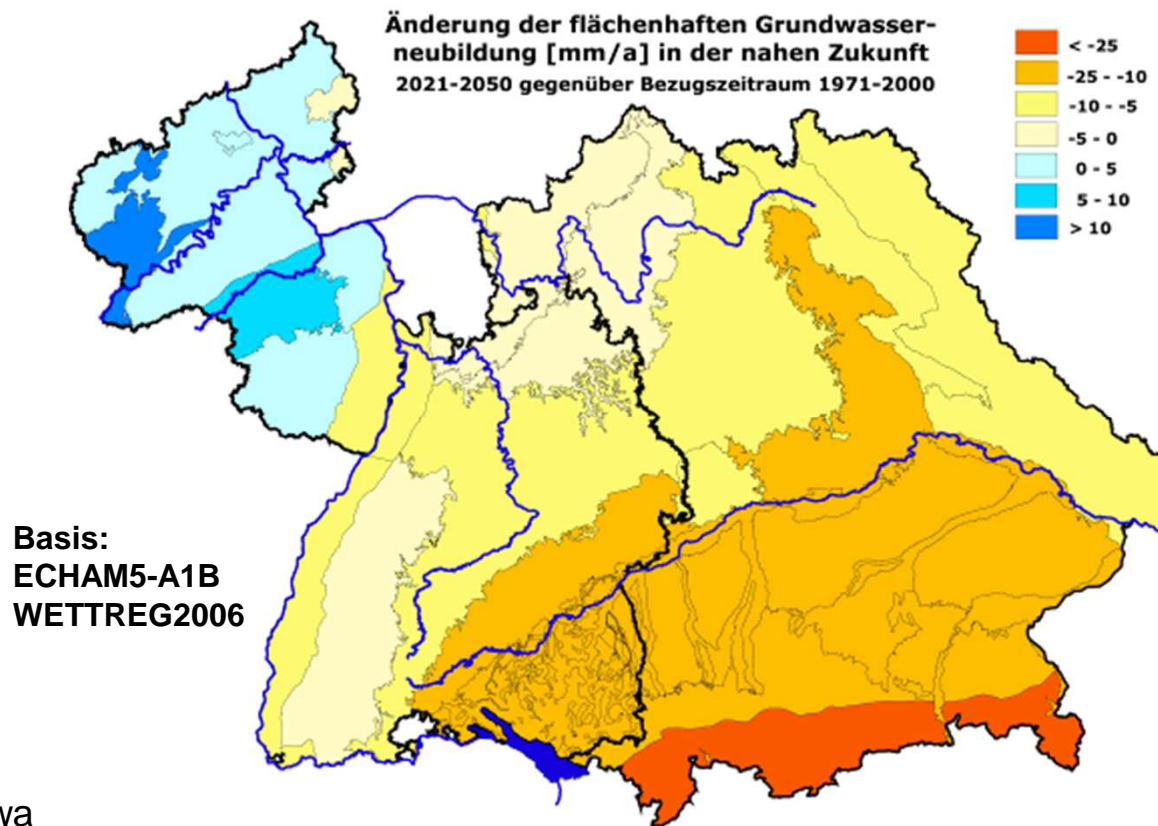 Änderung der flächenhaften Grundwasser-
neubildung [mm/a] in der nahen Zukunft
2021-2050 gegenüber Bezugszeitraum 1971-2000
< -25
-25 - -10
-10 - -5
-5 - 0
0 - 5
5 - 10
> 10
Basis:
ECHAM5-A1B
WETTREG2006
wa